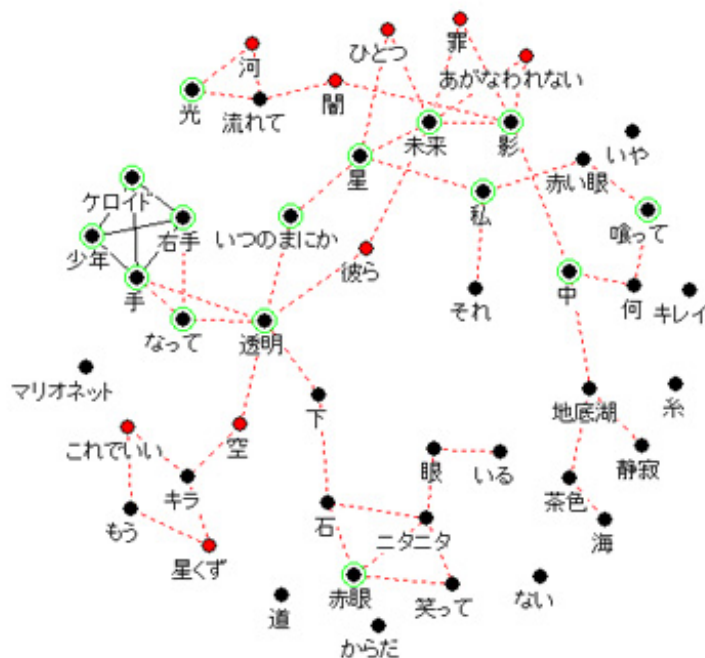 ひとつ
罪
河
あがなわれない
闇
光
流れて
未来
影
いや
星
赤い眼
ケロイド
私
右手
喰って
少年
いつのまにか
彼ら
手
それ
中
何
キレイ
なって
透明
マリオネット
下
地底湖
糸
これでいい
空
眼
いる
静寂
キラ
茶色
もう
石
ニタニタ
海
星くず
赤眼
笑って
ない
道
からだ